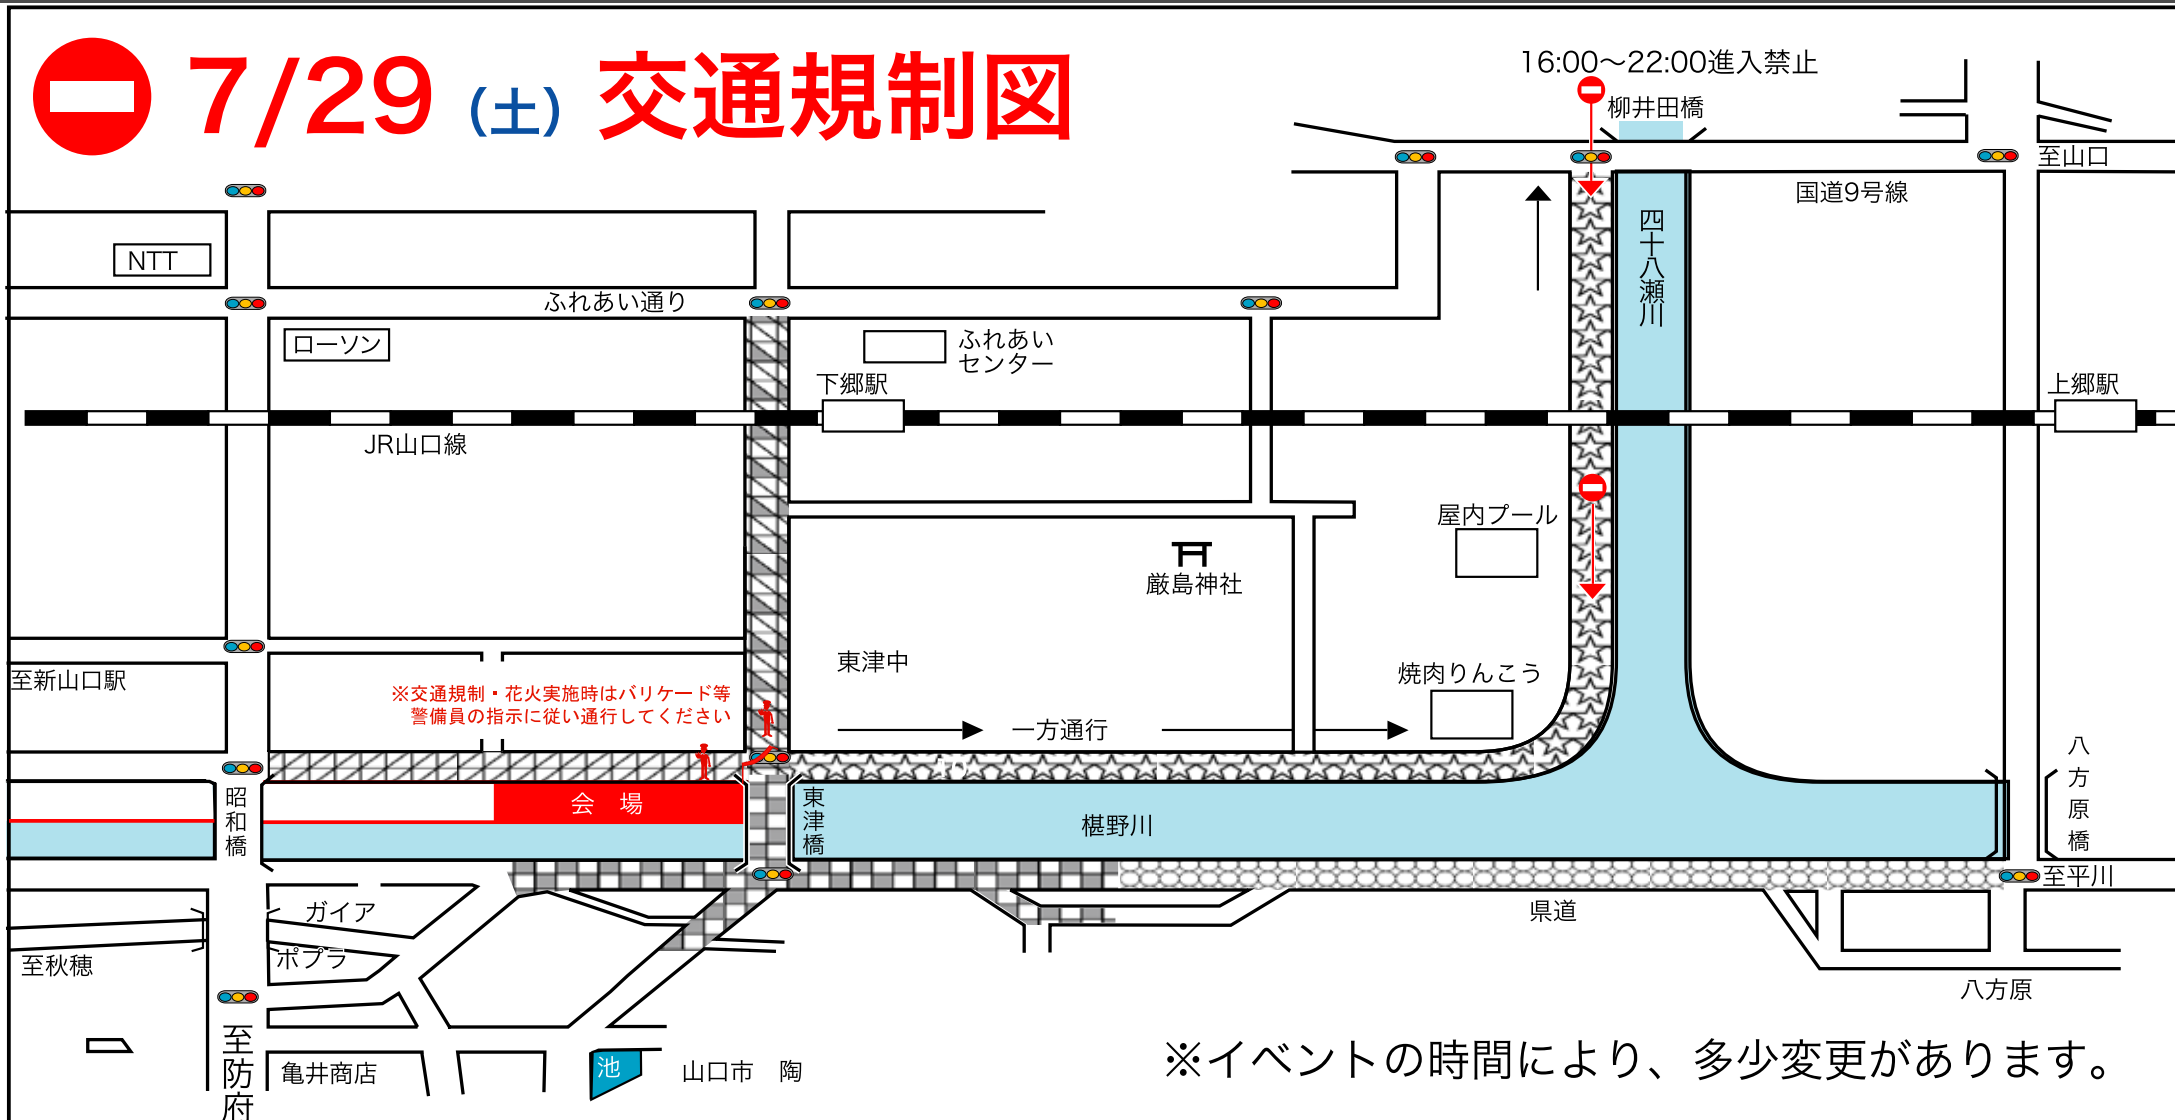 7/29（土）交通規制図
16:00〜22:00進入禁止
柳井田橋
至山口
国道9号線
四十八瀬川
NTT
ふれあい通り
ローソン
ふれあい
センター
下郷駅
上郷駅
JR山口線
屋内プール
厳島神社
東津中
焼肉りんこう
至新山口駅
※交通規制・花火実施時はバリケード等
警備員の指示に従い通行してください
一方通行
八方原橋
昭和橋
会　場
東津橋
椹野川
至平川
ガイア
県道
ポプラ
至秋穂
八方原
至防府
亀井商店
池
山口市　陶
※イベントの時間により、多少変更があります。